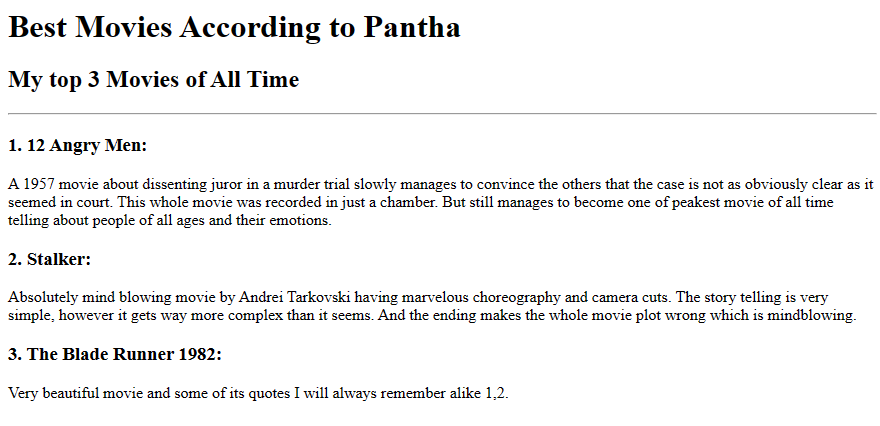 Best Movies According to Pantha
My top 3 Movies of All Time
1. 12 Angry Men:
A 1957 movie about dissenting juror in a murder trial slowly manages to convince the others that the case is not as obviously clear as it
seemed in court. This whole movie was recorded in just a chamber. But still manages to become one of peakest movie of all time
telling about people of all ages and their emotions.
2. Stalker:
Absolutely mind blowing movie by Andrei Tarkovski having marvelous choreography and camera cuts. The story telling is very
simple, however it gets way more complex than it seems. And the ending makes the whole movie plot wrong which is mindblowing.
3. The Blade Runner 1982:
Very beautiful movie and some of its quotes I will always remember alike 1,2.